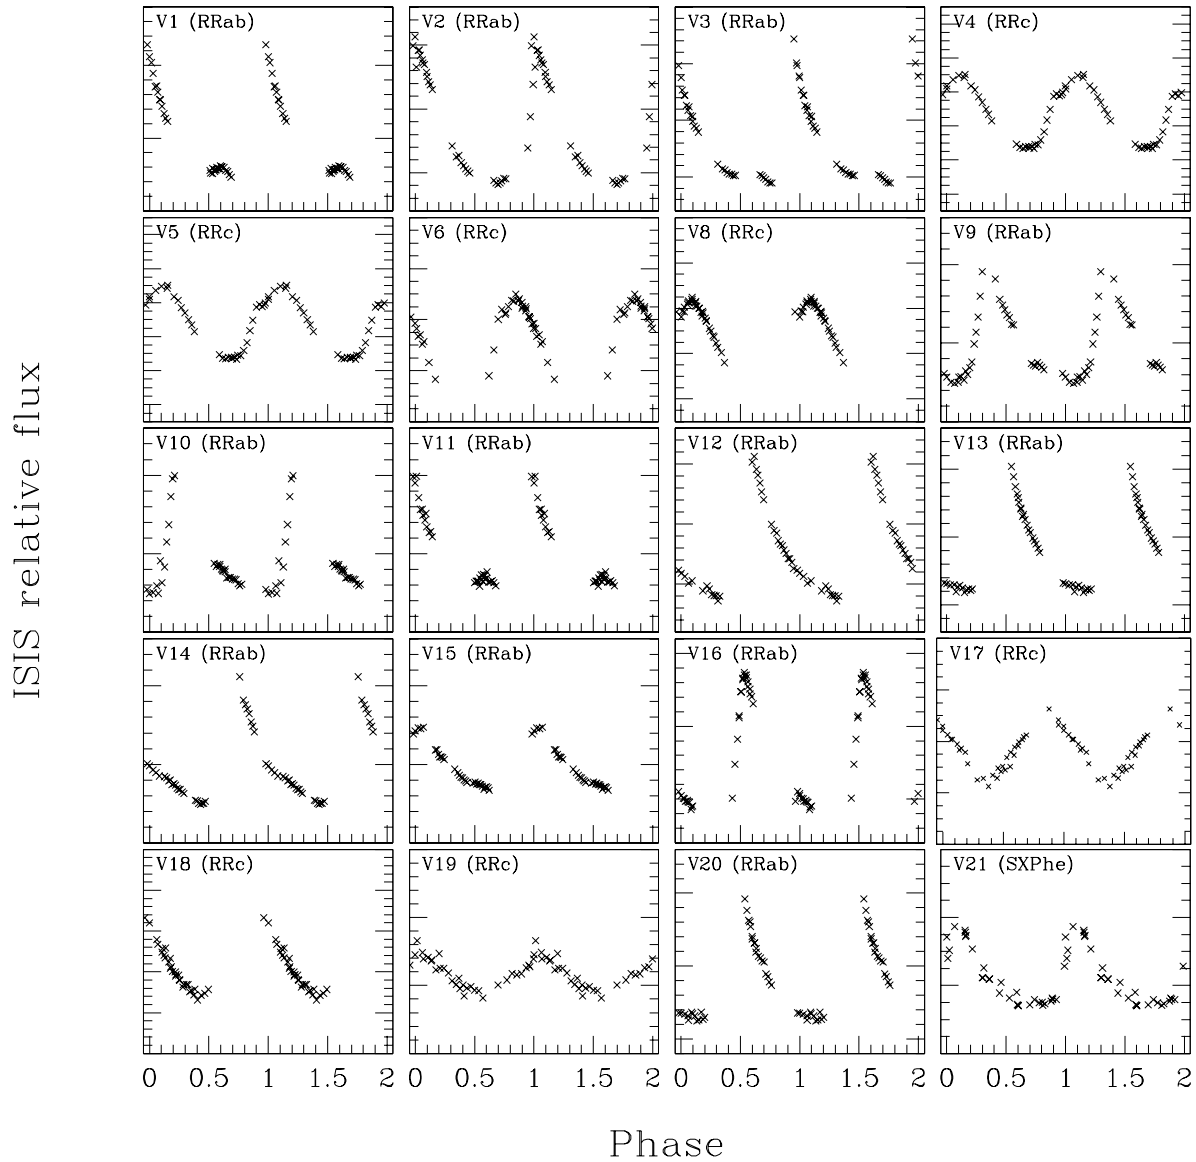 V1 (RRab)
V2 (RRab)
V3 (RRab)
V4 (RRc)
V5 (RRc)
V6 (RRc)
V8 (RRc)
V9 (RRab)
V10 (RRab)
V11 (RRab)
V12 (RRab)
V13 (RRab)
V14 (RRab)
V15 (RRab)
V16 (RRab)
V17 (RRc)
V18 (RRc)
V19 (RRc)
V20 (RRab)
V21 (SXPhe)
ISIS relative flux
0 0.5 1 1.5 2
0 0.5 1 1.5 2
0 0.5 1 1.5 2
0 0.5 1 1.5 2
Phase